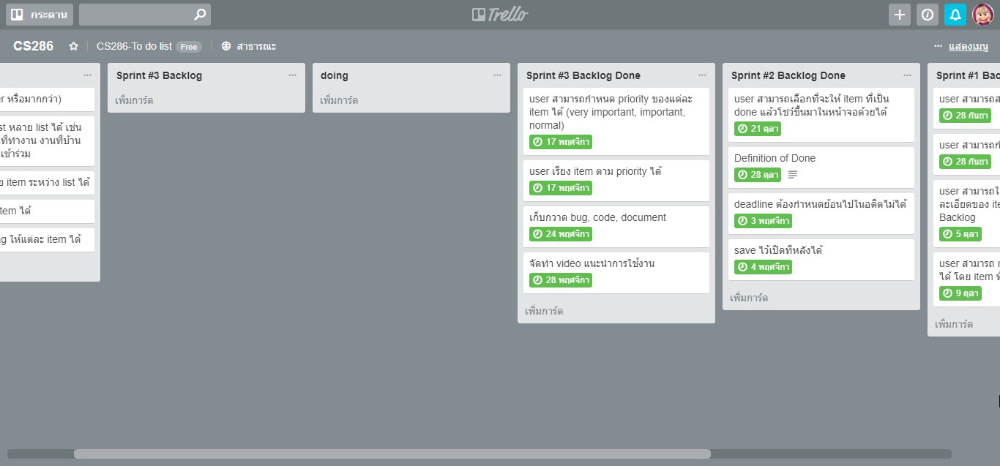 กระดาน
Trello
CS286
CS286-To do list Free
สาธารณะ
แสดงเมนู
หรือมากกว่า)
หลาย list ได้ เช่น
ที่ทำงาน งานที่บ้าน
เข้าร่วม
item ระหว่าง list ได้
ได้
ให้แต่ละ item ได้
Sprint #3 Backlog
เพิ่มการ์ด
doing
เพิ่มการ์ด
Sprint #3 Backlog Done
user สามารถกำหนด priority ของแต่ละ
item ได้ (very important, important,
normal)
17 พฤศจิกา
user เรียง item ตาม priority ได้
17 พฤศจิกา
เก็บกวาด bug, code, document
24 พฤศจิกา
จัดทำ video แนะนำการใช้งาน
28 พฤศจิกา
เพิ่มการ์ด
Sprint #2 Backlog Done
user สามารถเลือกที่จะให้ item ที่เป็น
done แล้วโชว์ขึ้นมาในหน้าจอด้วยได้
21 ตุลา
Definition of Done
28 ตุลา
deadline ต้องกำหนดย้อนไปในอดีตไม่ได้
3 พฤศจิกา
save ไว้เปิดทีหลังได้
4 พฤศจิกา
เพิ่มการ์ด
Sprint #1
user สามารถ
28 กันยา
user สามารถ
28 กันยา
user สามารถ
ละเอียดของ
Backlog
5 ตุลา
user สามารถ
ได้ โดย item
9 ตุลา
เพิ่มการ์ด